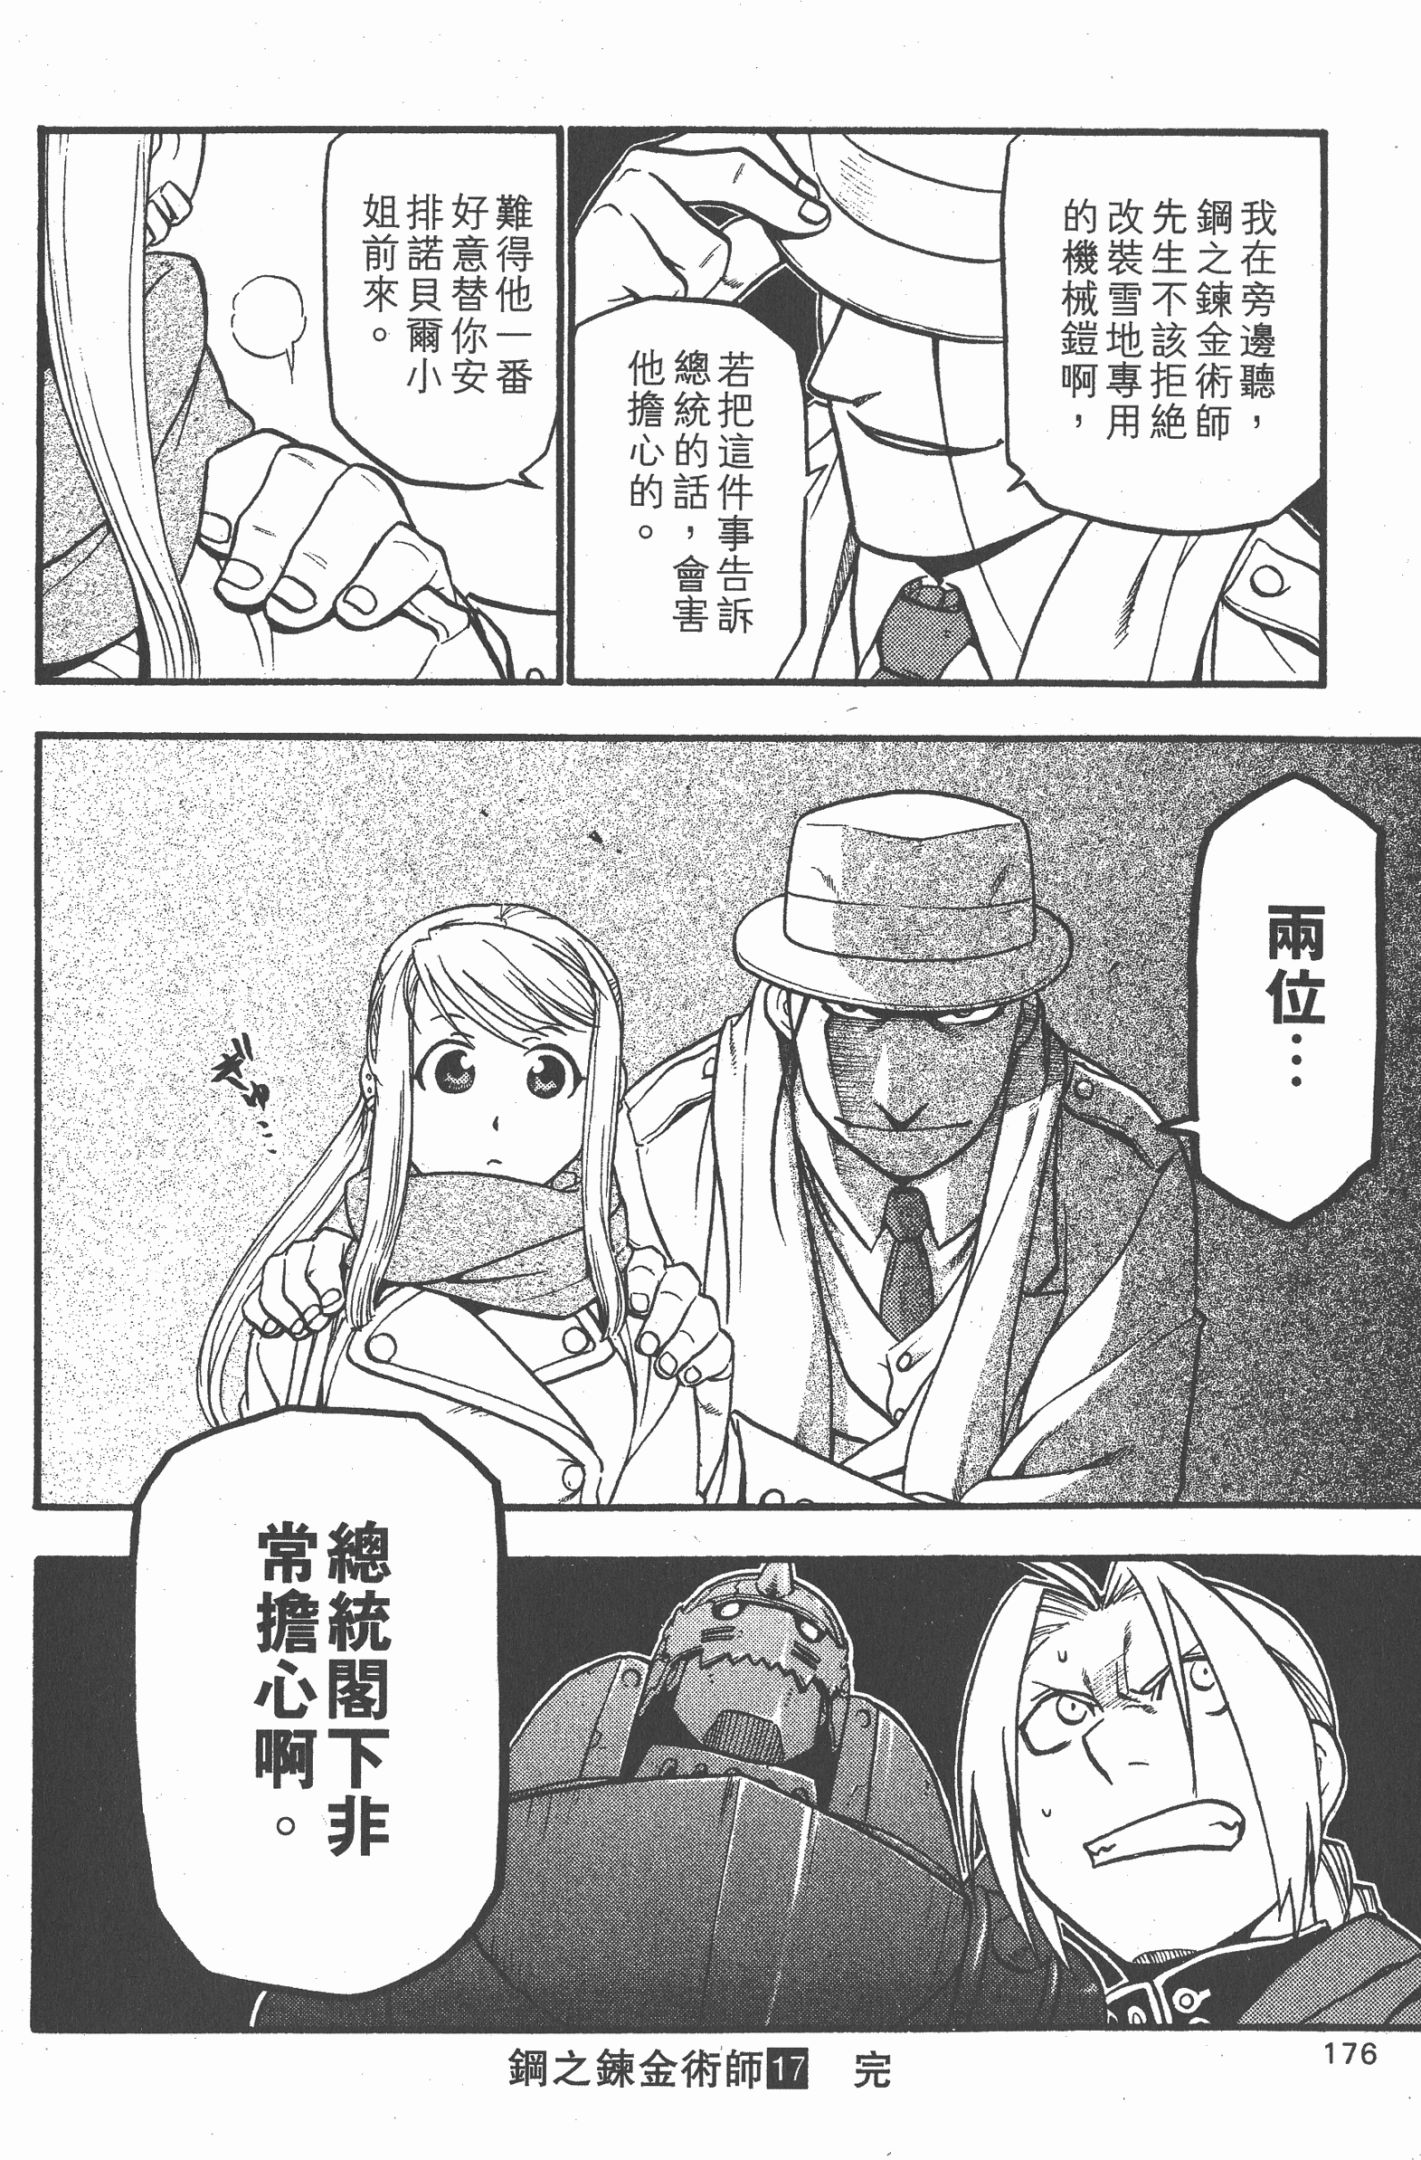 我在旁邊聽，
鋼之鍊金術師
先生不該拒絕
改裝雪地專用
的機械鎧啊，
若把這件事告訴
總統的話，會害
他擔心的。
難得他一番
好意替你安
排諾貝爾小
姐前來。
兩位…
總統閣下非
常擔心啊。
鋼之鍊金術師17 完
176